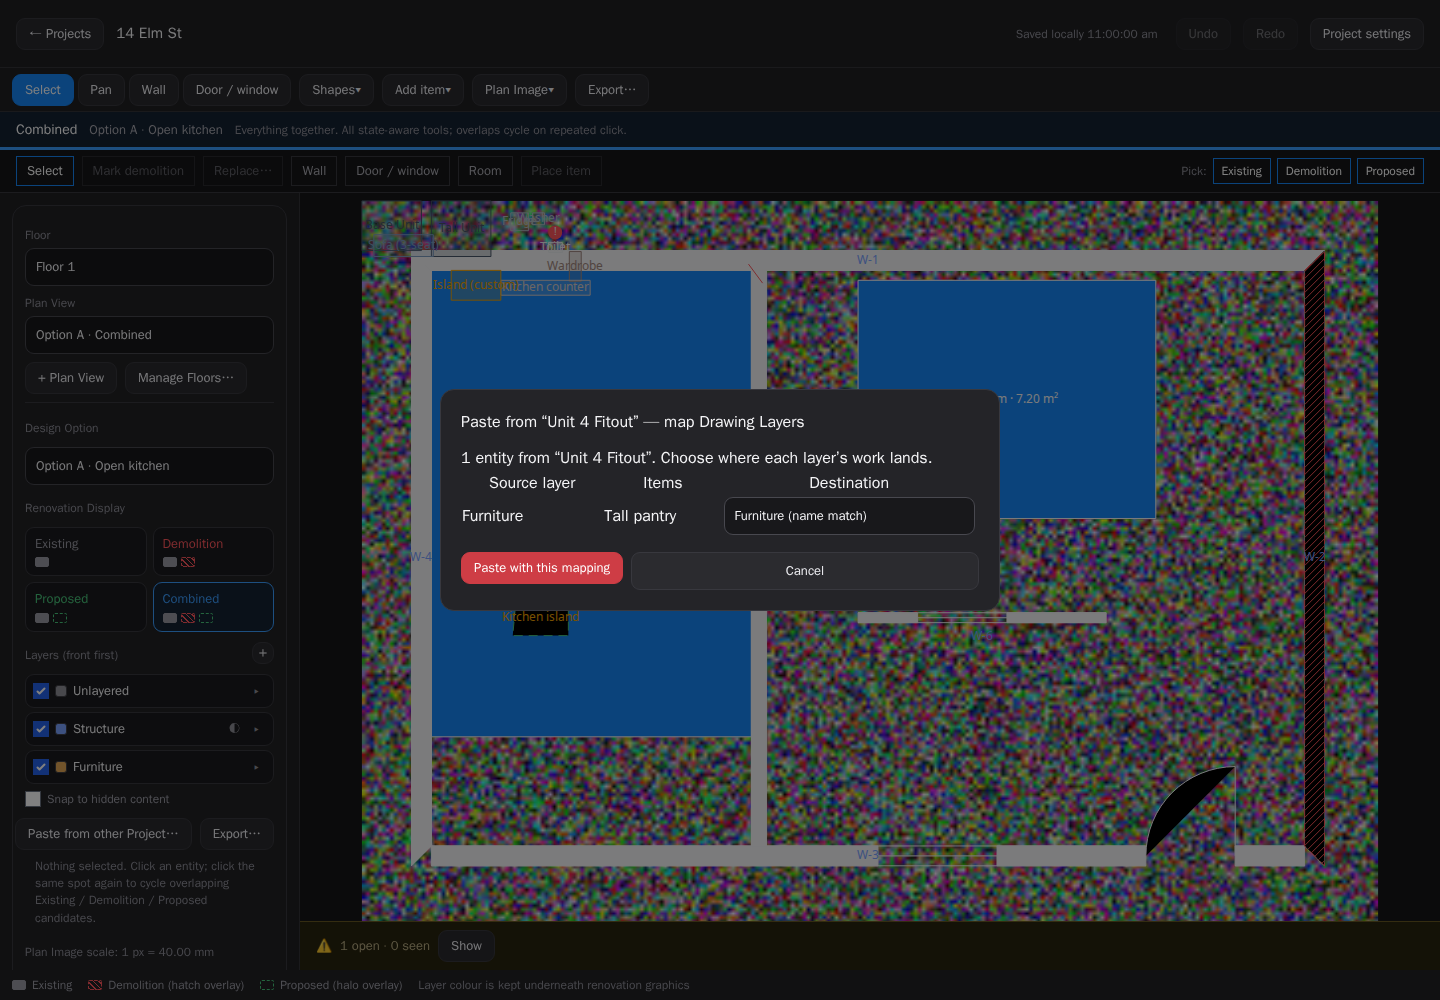 ← Projects
14 Elm St
Saved locally 11:00:00 am
Undo
Redo
Project settings
Select
Pan
Wall
Door / window
Shapes▾
Add item▾
Plan Image▾
Export⋯
Combined
Option A · Open kitchen
Everything together. All state-aware tools; overlaps cycle on repeated click.
Select
Mark demolition
Replace⋯
Wall
Door / window
Room
Place item
Pick:
Existing
Demolition
Proposed
Floor
Floor 1
Plan View
Option A · Combined
+ Plan View
Manage Floors⋯
Design Option
Option A · Open kitchen
Renovation Display
Existing
Demolition
Proposed
Combined
Layers (front first)
+
Unlayered
Structure
Furniture
Snap to hidden content
Paste from other Project⋯
Export⋯
Nothing selected. Click an entity; click the
same spot again to cycle overlapping
Existing / Demolition / Proposed
candidates.
Plan Image scale: 1 px = 40.00 mm
Toilet
Wardrobe
W-1
Island (custo
Kitchen counter
m · 7.20 m²
W-4
W-2
Paste from “Unit 4 Fitout” — map Drawing Layers
1 entity from “Unit 4 Fitout”. Choose where each layer’s work lands.
Source layer
Items
Destination
Furniture
Tall pantry
Furniture (name match)
Paste with this mapping
Cancel
Kitchen island
W-3
1 open · 0 seen
Show
Existing
Demolition (hatch overlay)
Proposed (halo overlay)
Layer colour is kept underneath renovation graphics